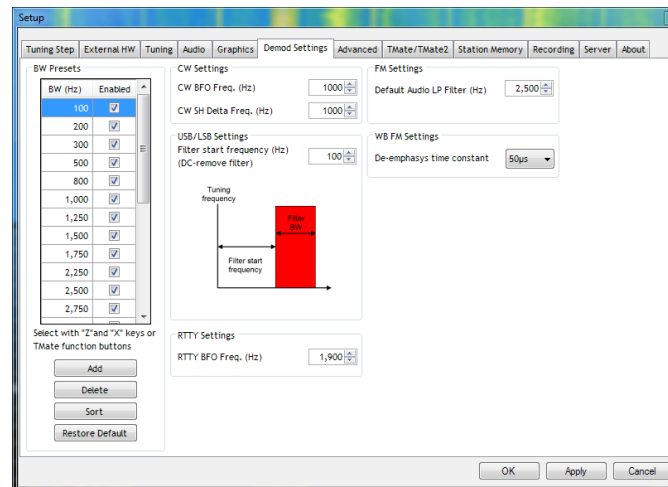 Setup
Tuning Step External HW Tuning Audio Graphics Demod Settings Advanced TMate/TMate2 Station Memory Recording Server About
BW Presets
BW (Hz) Enabled
100
200
300
500
800
1,000
1,250
1,500
1,750
2,250
2,500
2,750
Select with "Z"and "X" keys or
TMate function buttons
Add
Delete
Sort
Restore Default
CW Settings
CW BFO Freq. (Hz) 1000
CW SH Delta Freq. (Hz) 1000
USB/LSB Settings
Filter start frequency (Hz) 100
(DC-remove filter)
Tuning
frequency
Filter
BW
Filter start
frequency
RTTY Settings
RTTY BFO Freq. (Hz) 1,900
FM Settings
Default Audio LP Filter (Hz) 2,500
WB FM Settings
De-emphasys time constant 50µs
OK Apply Cancel